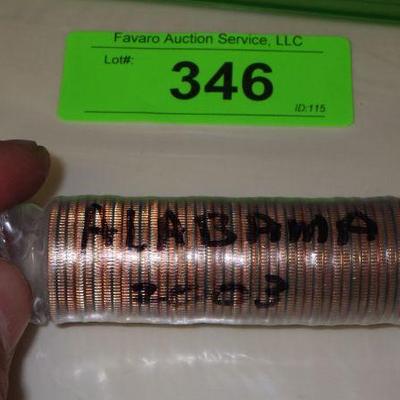 Favaro Auction Service, LLC
Lot#:
346
ID:115
ALABAMA
2003